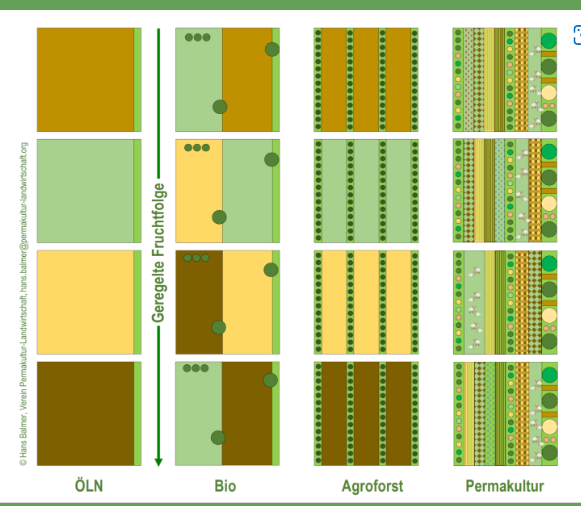 © Hans Balmer, Verein Permakultur-Landwirtschaft, hans.balmer@permakultur-landwirtschaft.org
Geregelte Fruchtfolge
ÖLN
Bio
Agroforst
Permakultur